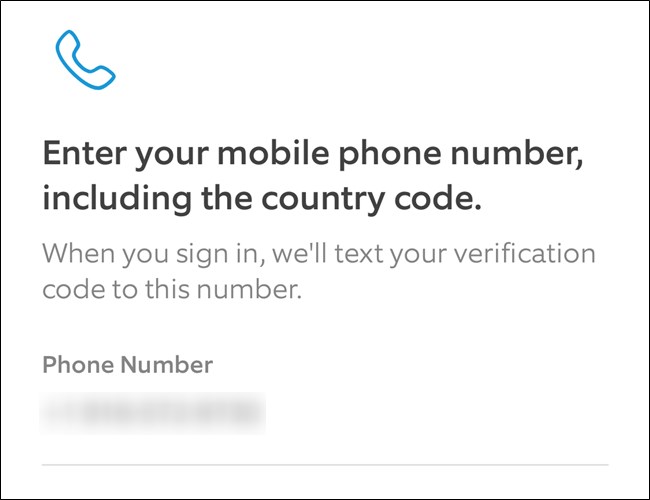 Enter your mobile phone number,
including the country code.
When you sign in, we'll text your verification
code to this number.
Phone Number